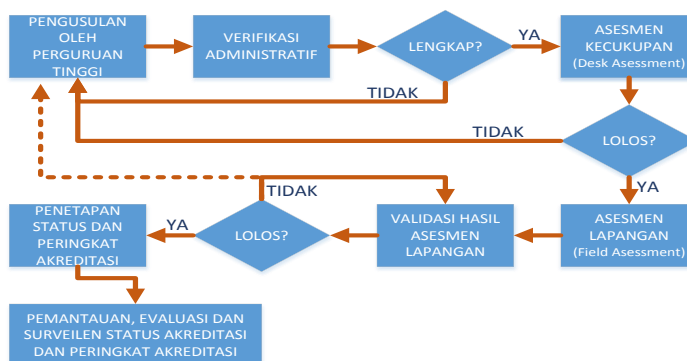 PENGUSULAN
OLEH
PERGURUAN
TINGGI
VERIFIKASI
ADMINISTRATIF
LENGKAP?
YA
ASESMEN
KECUKUPAN
(Desk Asessment)
TIDAK
TIDAK
LOLOS?
YA
ASESMEN
LAPANGAN
(Field Assessment)
VALIDASI HASIL
ASESMEN
LAPANGAN
TIDAK
LOLOS?
YA
PENETAPAN
STATUS DAN
PERINGKAT
AKREDITASI
PEMANTAUAN, EVALUASI DAN
SURVEILEN STATUS AKREDITASI
DAN PERINGKAT AKREDITASI